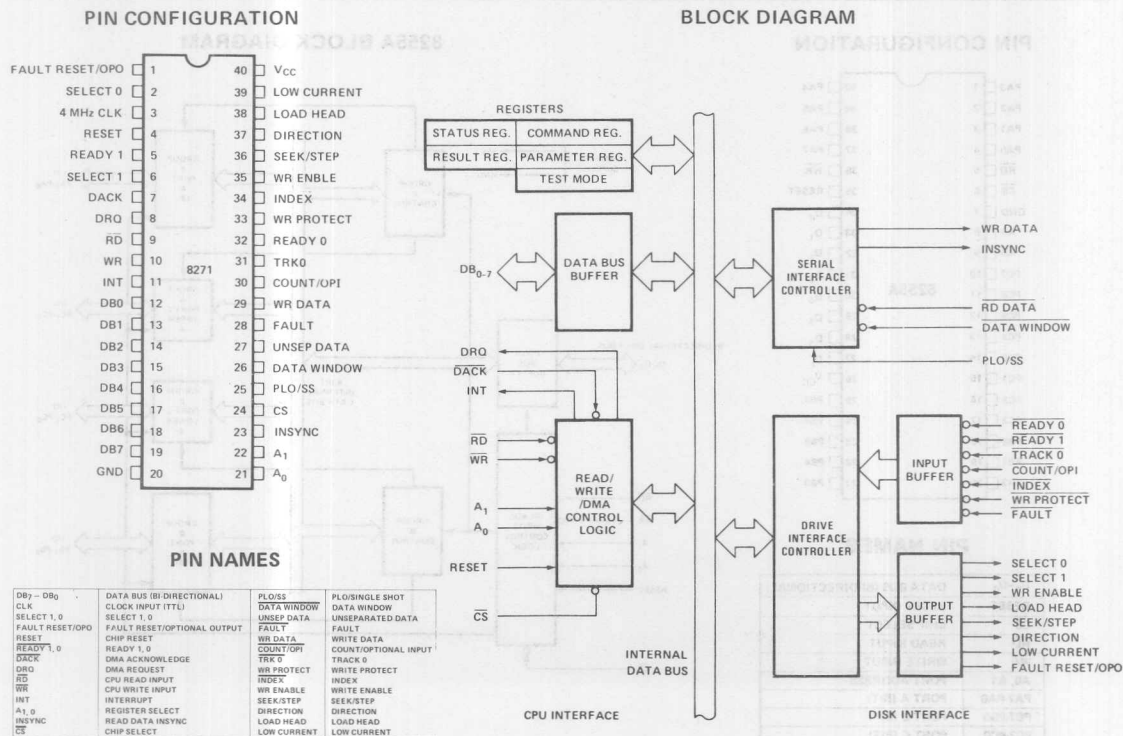 PIN CONFIGURATION
FAULT RESET/OPO 1
SELECT 0 2
4 MHz CLK 3
RESET 4
READY 1 5
SELECT 1 6
DACK 7
DRQ 8
R̅D̅ 9
WR 10
INT 11
DB0 12
DB1 13
DB2 14
DB3 15
DB4 16
DB5 17
DB6 18
DB7 19
GND 20
8271
40 VCC
39 LOW CURRENT
38 LOAD HEAD
37 DIRECTION
36 SEEK/STEP
35 WR ENABLE
34 INDEX
33 WR PROTECT
32 READY 0
31 TRK0
30 COUNT/OPI
29 WR DATA
28 FAULT
27 UNSEP DATA
26 DATA WINDOW
25 PLO/SS
24 CS
23 INSYNC
22 A1
21 A0
PIN NAMES
DB7 – DB0 DATA BUS (BI-DIRECTIONAL) PLO/SS PLO/SINGLE SHOT
CLK CLOCK INPUT (TTL) DATA WINDOW DATA WINDOW
SELECT 1, 0 SELECT 1, 0 UNSEP DATA UNSEPARATED DATA
FAULT RESET/OPO FAULT RESET/OPTIONAL OUTPUT FAULT FAULT
RESET CHIP RESET WR DATA WRITE DATA
READY 1, 0 READY 1, 0 COUNT/OPI COUNT/OPTIONAL INPUT
DACK DMA ACKNOWLEDGE TRK 0 TRACK 0
DRQ DMA REQUEST WR PROTECT WRITE PROTECT
RD CPU READ INPUT INDEX INDEX
WR CPU WRITE INPUT WR ENABLE WRITE ENABLE
INT INTERRUPT SEEK/STEP SEEK/STEP
A1, 0 REGISTER SELECT DIRECTION DIRECTION
INSYNC READ DATA INSYNC LOAD HEAD LOAD HEAD
CS CHIP SELECT LOW CURRENT LOW CURRENT
BLOCK DIAGRAM
REGISTERS
STATUS REG. COMMAND REG.
RESULT REG. PARAMETER REG.
TEST MODE
DB0-7
DATA BUS
BUFFER
DRQ
DACK
INT
RD
WR
A1
A0
RESET
CS
READ/
WRITE
/DMA
CONTROL
LOGIC
INTERNAL
DATA BUS
CPU INTERFACE
SERIAL
INTERFACE
CONTROLLER
WR DATA
INSYNC
RD DATA
DATA WINDOW
PLO/SS
DRIVE
INTERFACE
CONTROLLER
INPUT
BUFFER
READY 0
READY 1
TRACK 0
COUNT/OPI
INDEX
WR PROTECT
FAULT
OUTPUT
BUFFER
SELECT 0
SELECT 1
WR ENABLE
LOAD HEAD
SEEK/STEP
DIRECTION
LOW CURRENT
FAULT RESET/OPO
DISK INTERFACE